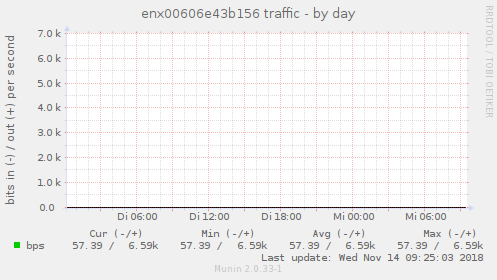 enx00606e43b156 traffic - by day
RRDTOOL / TOBI OETIKER
bits in (-) / out (+) per second
7.0 k
6.0 k
5.0 k
4.0 k
3.0 k
2.0 k
1.0 k
0.0
Di 06:00 Di 12:00 Di 18:00 Mi 00:00 Mi 06:00
Cur (-/+) Min (-/+) Avg (-/+) Max (-/+)
bps 57.39 / 6.59k 57.39 / 6.59k 57.39 / 6.59k 57.39 / 6.59k
Last update: Wed Nov 14 09:25:03 2018
Munin 2.0.33-1